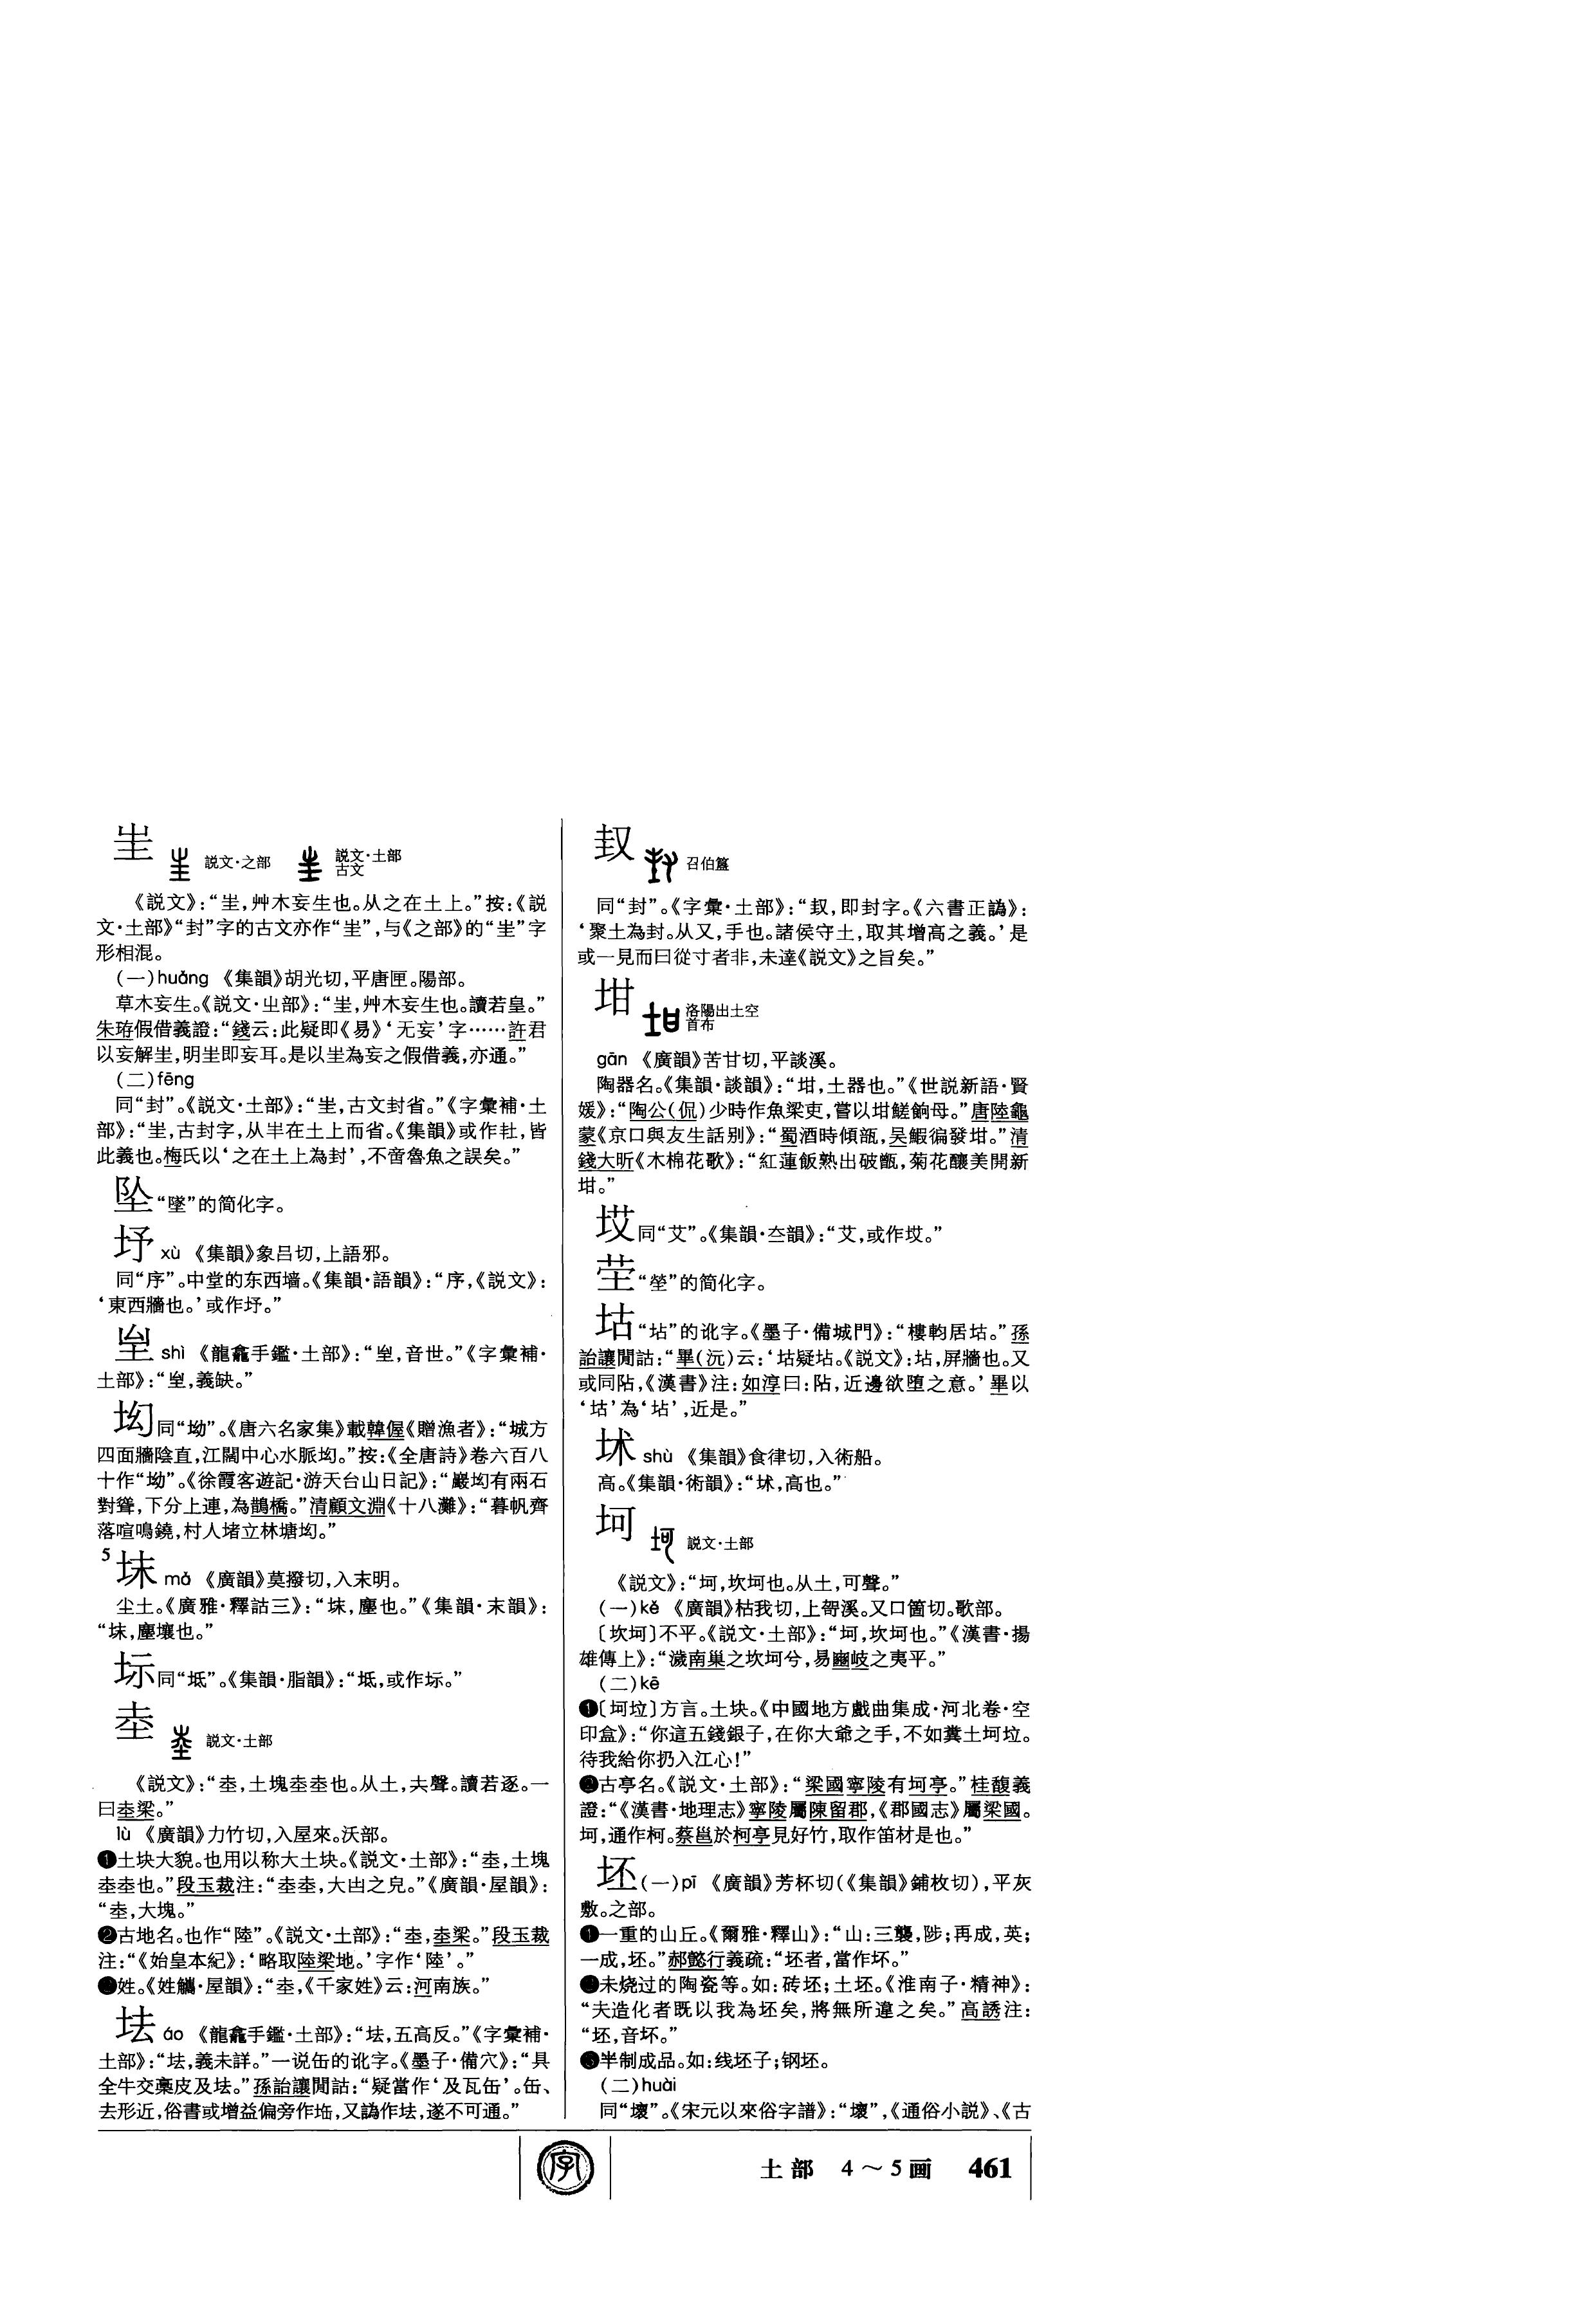 㞷 説文·之部 説文·土部
古文
《説文》：“㞷，艸木妄生也。从之在土上。”按：《説
文·土部》“封”字的古文亦作“㞷”，与《之部》的“㞷”字
形相混。
(一)huǎng 《集韻》胡光切，平唐匣。陽部。
草木妄生。《説文·㞢部》：“㞷，艸木妄生也。讀若皇。”
朱珔假借義證：“錢云：此疑即《易》‘无妄’字……許君
以妄解㞷，明㞷即妄耳。是以㞷為妄之假借義，亦通。”
(二)fēng
同“封”。《説文·土部》：“㞷，古文封省。”《字彙補·土
部》：“㞷，古封字，从半在土上而省。《集韻》或作𡉘，皆
此義也。梅氏以‘之在土上為封’，不啻魯魚之誤矣。”
坠“墜”的简化字。
垿 xù 《集韻》象吕切，上語邪。
同“序”。中堂的东西墙。《集韻·語韻》：“序，《説文》：
‘東西牆也。’或作垿。”
shì 《龍龕手鑑·土部》：“，音世。”《字彙補·
土部》：“，義缺。”
㘭同“坳”。《唐六名家集》載韓偓《贈漁者》：“城方
四面牆陰直，江闊中心水脈㘭。”按：《全唐詩》卷六百八
十作“坳”。《徐霞客遊記·游天台山日記》：“巖㘭有兩石
對聳，下分上連，為鵲橋。”清顧文淵《十八灘》：“暮帆齊
落喧鳴鐃，村人堵立林塘㘭。”
5 㘺 mǎ 《廣韻》莫撥切，入末明。
尘土。《廣雅·釋詁三》：“㘺，塵也。”《集韻·末韻》：
“㘺，塵壤也。”
坛同“坻”。《集韻·脂韻》：“坻，或作坛。”
坴 説文·土部
《説文》：“坴，土塊坴坴也。从土，圥聲。讀若逐。一
曰坴梁。”
lù 《廣韻》力竹切，入屋來。沃部。
❶土块大貌。也用以称大土块。《説文·土部》：“坴，土塊
坴坴也。”段玉裁注：“坴坴，大凷之皃。”《廣韻·屋韻》：
“坴，大塊。”
❷古地名。也作“陸”。《説文·土部》：“坴，坴梁。”段玉裁
注：“《始皇本紀》：‘略取陸梁地。’字作‘陸’。”
❸姓。《姓觿·屋韻》：“坴，《千家姓》云：河南族。”
坔 áo 《龍龕手鑑·土部》：“，五高反。”《字彙補·
土部》：“，義未詳。”一说缶的讹字。《墨子·備穴》：“具
全牛交槀皮及。”孫詒讓閒詁：“疑當作‘及瓦缶’。缶、
去形近，俗書或增益偏旁作𡊭，又譌作，遂不可通。”
㘝 召伯簋
同“封”。《字彙·土部》：“，即封字。《六書正譌》：
‘聚土為封。从又，手也。諸侯守土，取其增高之義。’是
或一見而曰從寸者非，未達《説文》之旨矣。”
坩 洛陽出土空
首布
gān 《廣韻》苦甘切，平談溪。
陶器名。《集韻·談韻》：“坩，土器也。”《世説新語·賢
媛》：“陶公(侃)少時作魚梁吏，嘗以坩鮺餉母。”唐陸龜
蒙《京口與友生話别》：“蜀酒時傾瓿，吴鰕徧發坩。”清
錢大昕《木棉花歌》：“紅蓮飯熟出破甑，菊花釀美開新
坩。”
同“艾”。《集韻·夳韻》：“艾，或作。”
茔“塋”的简化字。
𡊢“坫”的讹字。《墨子·備城門》：“樓軥居𡊢。”孫
詒讓閒詁：“畢(沅)云：‘𡊢疑坫。《説文》：坫，屏牆也。又
或同阽，《漢書》注：如淳曰：阽，近邊欲堕之意。’畢以
‘𡊢’為‘坫’，近是。”
㘳 shù 《集韻》食律切，入術船。
高。《集韻·術韻》：“，高也。”
坷 説文·土部
《説文》：“坷，坎坷也。从土，可聲。”
(一)kě 《廣韻》枯我切，上哿溪。又口箇切。歌部。
〔坎坷〕不平。《説文·土部》：“坷，坎坷也。”《漢書·揚
雄傳上》：“濊南巢之坎坷兮，易豳岐之夷平。”
(二)kē
❶〔坷垃〕方言。土块。《中國地方戲曲集成·河北卷·空
印盒》：“你這五錢銀子，在你大爺之手，不如糞土坷垃。
待我給你扔入江心！”
❷古亭名。《説文·土部》：“梁國寧陵有坷亭。”桂馥義
證：“《漢書·地理志》寧陵屬陳留郡，《郡國志》屬梁國。
坷，通作柯。蔡邕於柯亭見好竹，取作笛材是也。”
坯(一)pī 《廣韻》芳杯切(《集韻》鋪枚切)，平灰
敷。之部。
❶一重的山丘。《爾雅·釋山》：“山：三襲，陟；再成，英；
一成，坯。”郝懿行義疏：“坯者，當作坏。”
❷未烧过的陶瓷等。如：砖坯；土坯。《淮南子·精神》：
“夫造化者既以我為坯矣，將無所違之矣。”高誘注：
“坯，音坏。”
❸半制成品。如：线坯子；钢坯。
(二)huài
同“壞”。《宋元以來俗字譜》：“壞”，《通俗小説》、《古
字
土部 4～5画 461